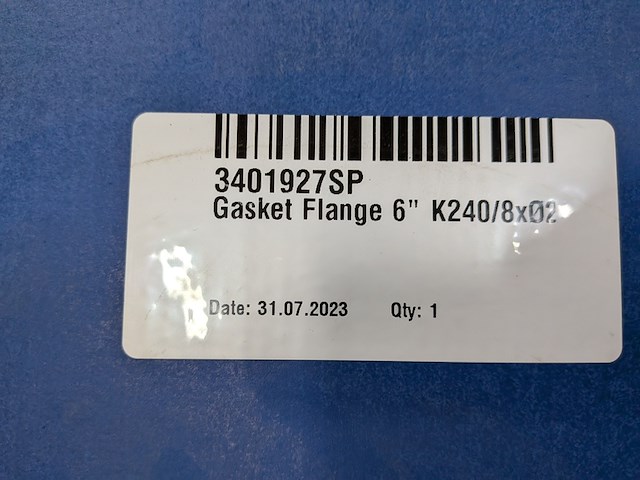 3401927SP
Gasket Flange 6" K240/8xØ2
Date: 31.07.2023 Qty: 1